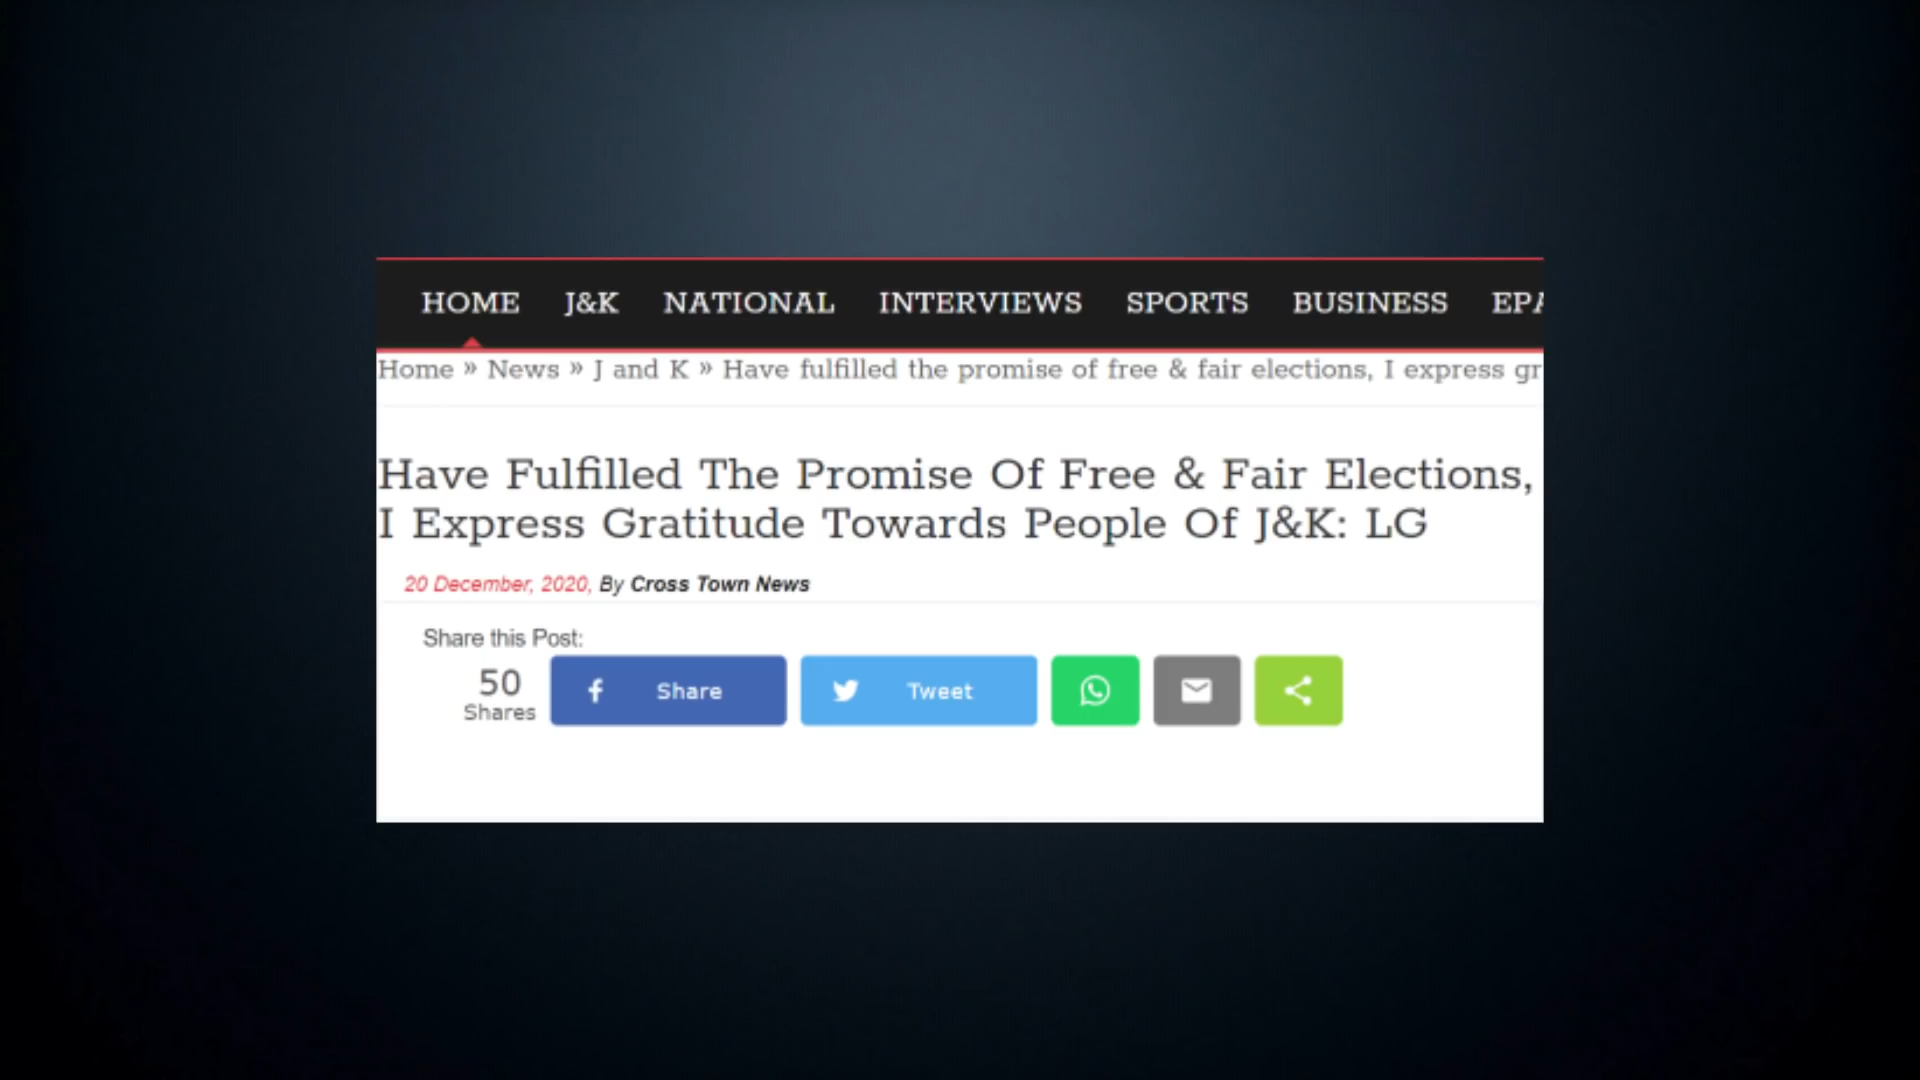 HOME J&K NATIONAL INTERVIEWS SPORTS BUSINESS EPA
Home » News » J and K » Have fulfilled the promise of free & fair elections, I express gr
Have Fulfilled The Promise Of Free & Fair Elections,
I Express Gratitude Towards People Of J&K: LG
20 December, 2020, By Cross Town News
Share this Post:
50
Shares
Share
Tweet